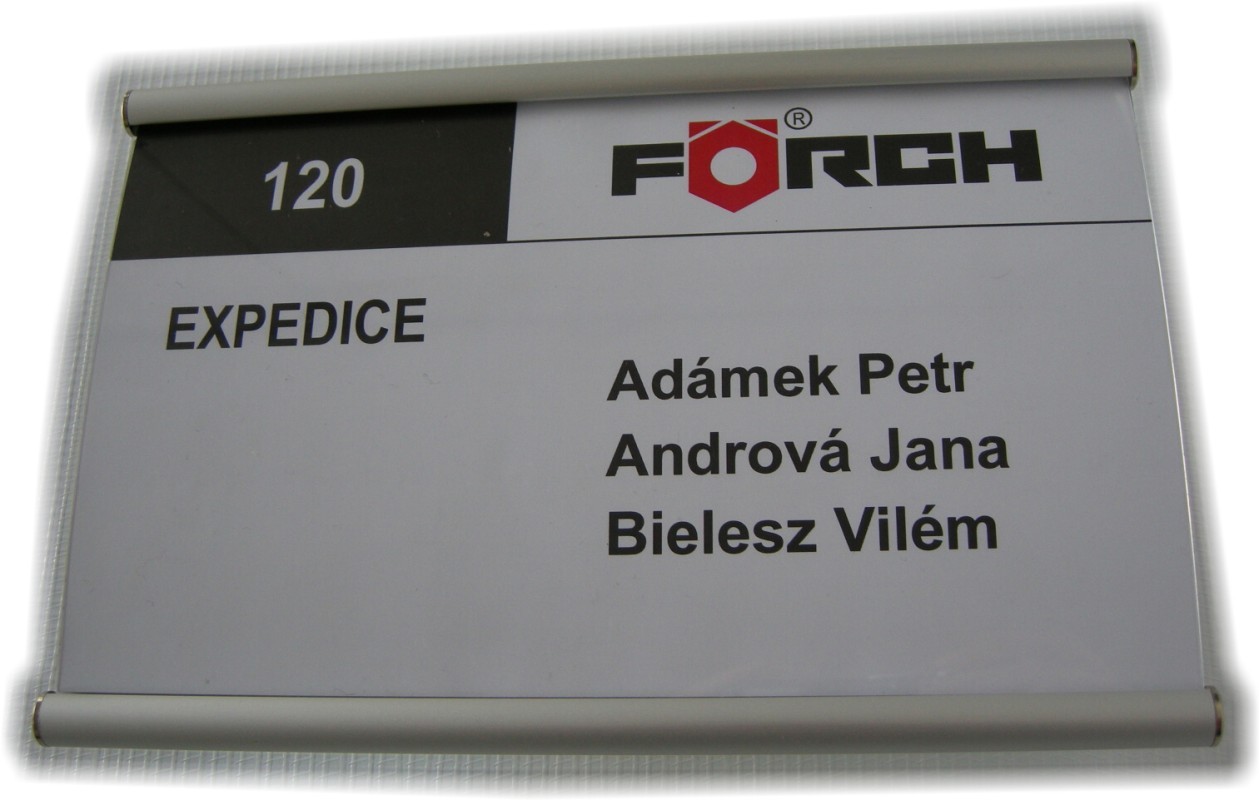 120
FÖRCH®
EXPEDICE
Adámek Petr
Andrová Jana
Bielesz Vilém